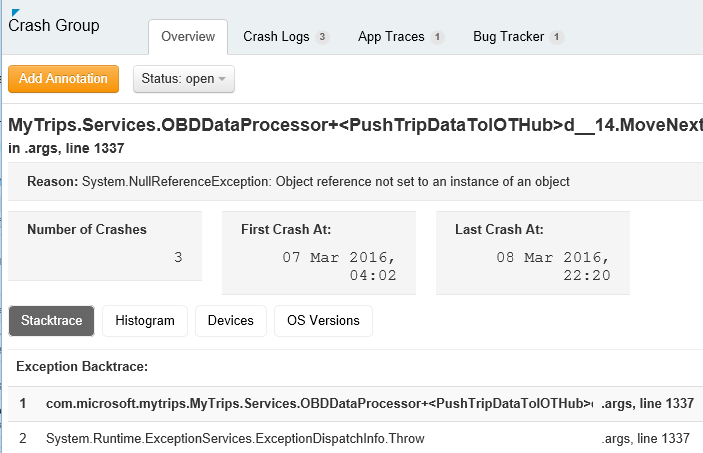 Crash Group
Overview
Crash Logs 3
App Traces 1
Bug Tracker 1
Add Annotation
Status: open
MyTrips.Services.OBDDataProcessor+<PushTripDataToIOTHub>d__14.MoveNext
in .args, line 1337
Reason: System.NullReferenceException: Object reference not set to an instance of an object
Number of Crashes
3
First Crash At:
07 Mar 2016,
04:02
Last Crash At:
08 Mar 2016,
22:20
Stacktrace
Histogram
Devices
OS Versions
Exception Backtrace:
1 com.microsoft.mytrips.MyTrips.Services.OBDDataProcessor+<PushTripDataToIOTHub> .args, line 1337
2 System.Runtime.ExceptionServices.ExceptionDispatchInfo.Throw .args, line 1337